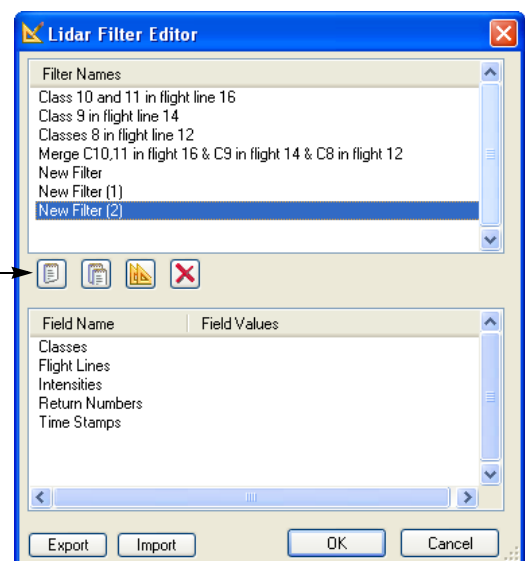 Lidar Filter Editor
Filter Names
Class 10 and 11 in flight line 16
Class 9 in flight line 14
Classes 8 in flight line 12
Merge C10,11 in flight 16 & C9 in flight 14 & C8 in flight 12
New Filter
New Filter (1)
New Filter (2)
Field Name Field Values
Classes
Flight Lines
Intensities
Return Numbers
Time Stamps
Export Import OK Cancel